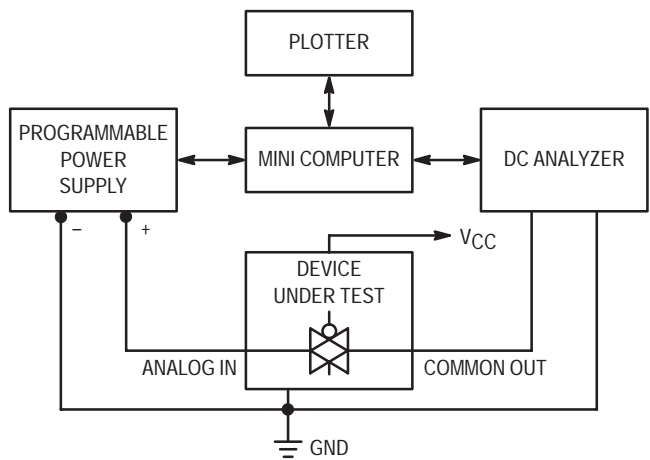 PLOTTER
PROGRAMMABLE
POWER
SUPPLY
MINI COMPUTER
DC ANALYZER
− +
VCC
DEVICE
UNDER TEST
ANALOG IN
COMMON OUT
GND